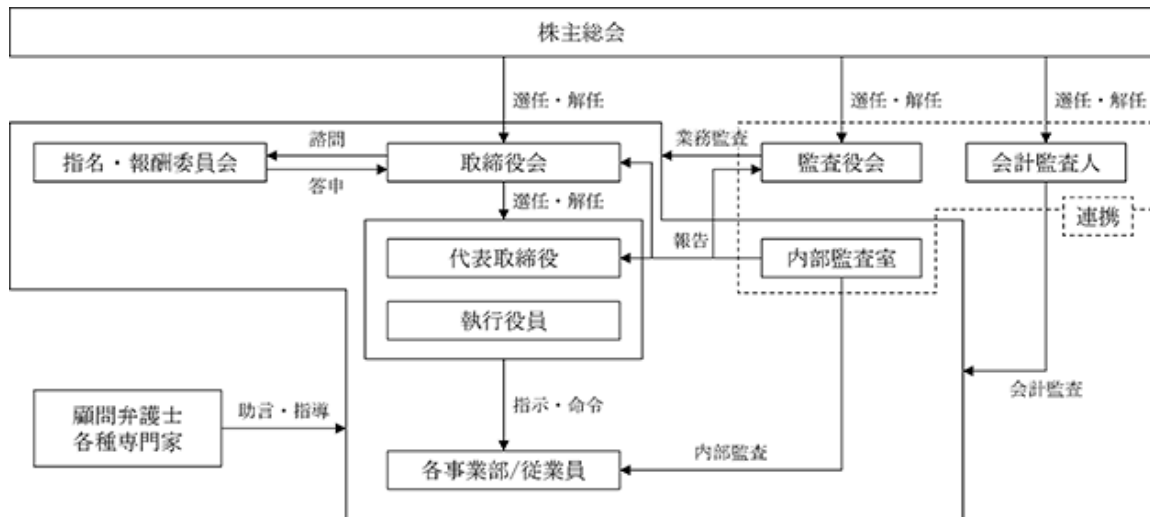 株主総会
選任・解任
選任・解任
選任・解任
指名・報酬委員会
諮問
答申
取締役会
業務監査
監査役会
会計監査人
選任・解任
連携
代表取締役
報告
内部監査室
執行役員
会計監査
顧問弁護士
各種専門家
助言・指導
指示・命令
内部監査
各事業部/従業員